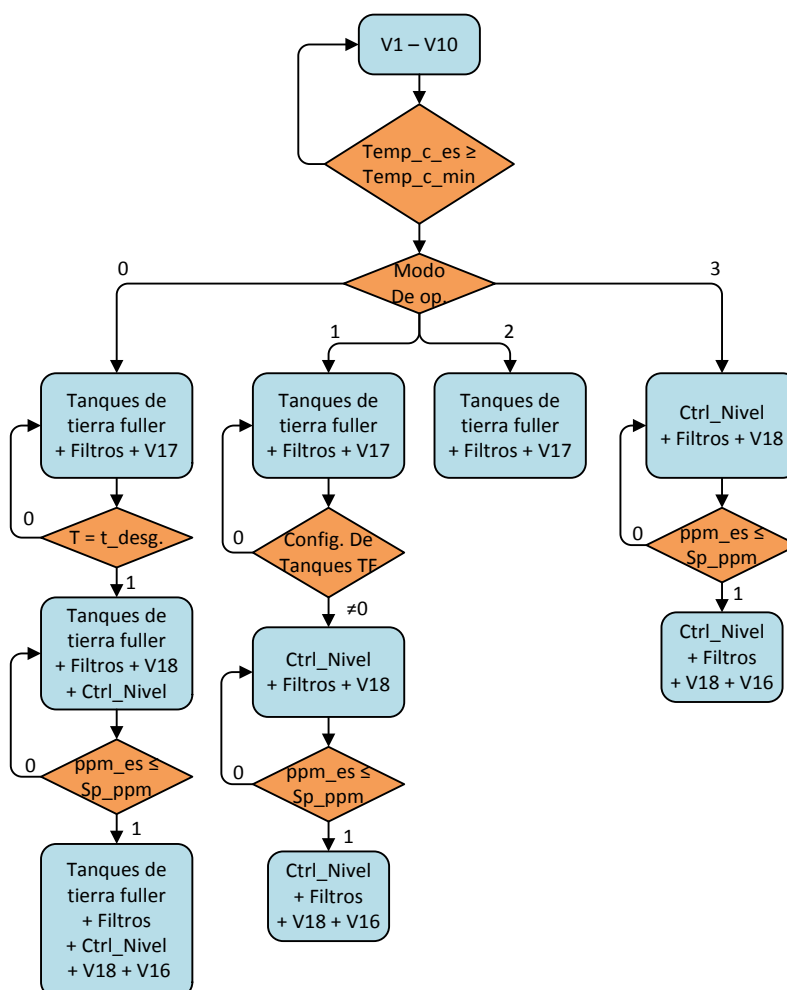 V1 – V10
Temp_c_es ≥
Temp_c_min
Modo
De op.
0
1
2
3
Tanques de
tierra fuller
+ Filtros + V17
Tanques de
tierra fuller
+ Filtros + V17
Tanques de
tierra fuller
+ Filtros + V17
Ctrl_Nivel
+ Filtros + V18
T = t_desg.
0
1
Config. De
Tanques TF
0
≠0
ppm_es ≤
Sp_ppm
0
1
Tanques de
tierra fuller
+ Filtros + V18
+ Ctrl_Nivel
Ctrl_Nivel
+ Filtros + V18
Ctrl_Nivel
+ Filtros
+ V18 + V16
ppm_es ≤
Sp_ppm
0
1
ppm_es ≤
Sp_ppm
0
1
Tanques de
tierra fuller
+ Filtros
+ Ctrl_Nivel
+ V18 + V16
Ctrl_Nivel
+ Filtros
+ V18 + V16